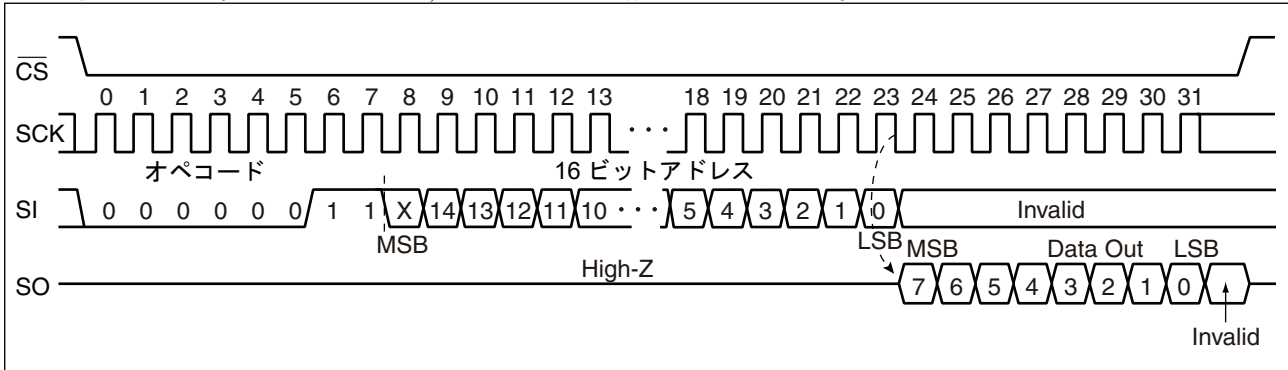 CS
0 1 2 3 4 5 6 7 8 9 10 11 12 13 18 19 20 21 22 23 24 25 26 27 28 29 30 31
SCK ···
オペコード 16 ビットアドレス
SI 0 0 0 0 0 0 1 1 X 14 13 12 11 10 ··· 5 4 3 2 1 0 Invalid
MSB LSB MSB Data Out LSB
High-Z
SO 7 6 5 4 3 2 1 0
Invalid